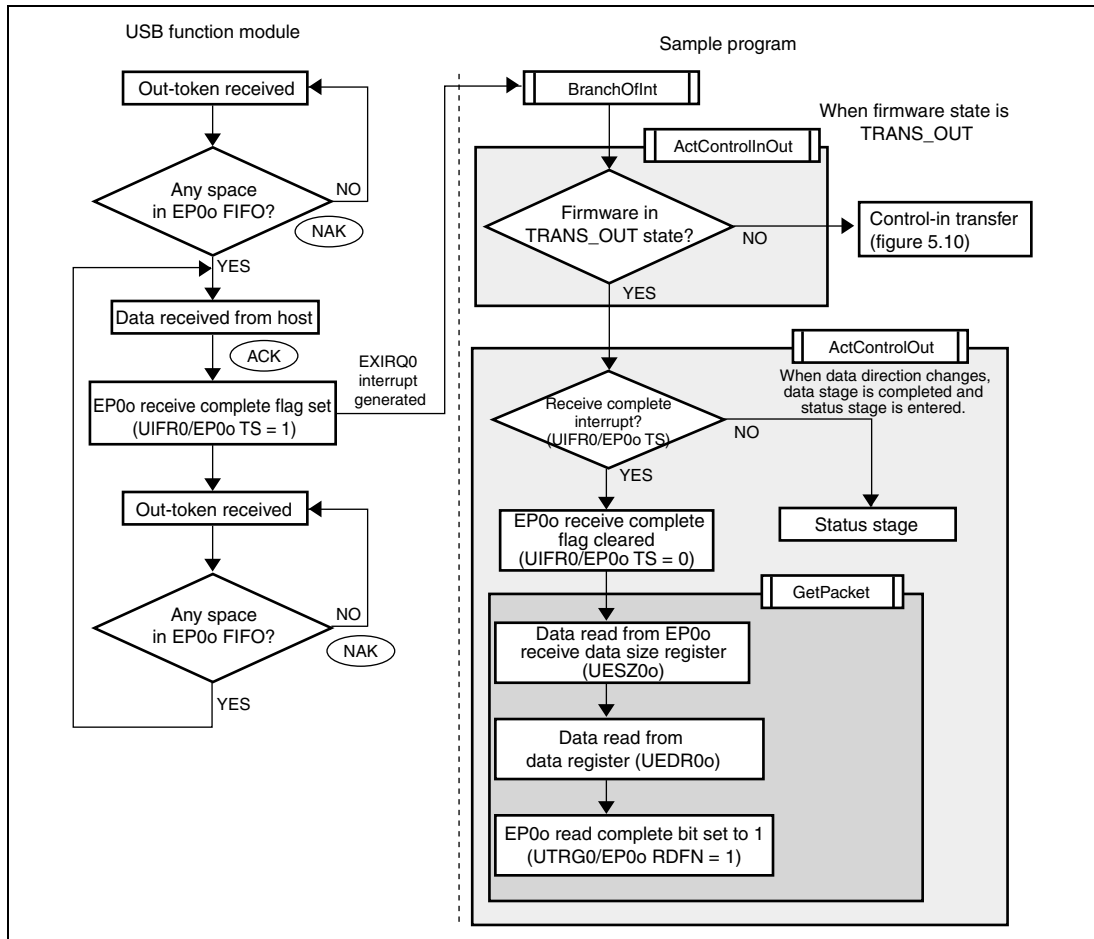 USB function module
Sample program
Out-token received
BranchOfInt
When firmware state is
TRANS_OUT
ActControlInOut
Any space
in EP0o FIFO?
NO
NAK
YES
Firmware in
TRANS_OUT state?
NO
YES
Control-in transfer
(figure 5.10)
Data received from host
ACK
EXIRQ0
interrupt
generated
EP0o receive complete flag set
(UIFR0/EP0o TS = 1)
ActControlOut
When data direction changes,
data stage is completed and
status stage is entered.
Receive complete
interrupt?
(UIFR0/EP0o TS)
NO
YES
Out-token received
Status stage
EP0o receive complete
flag cleared
(UIFR0/EP0o TS = 0)
Any space
in EP0o FIFO?
NO
NAK
YES
GetPacket
Data read from EP0o
receive data size register
(UESZ0o)
Data read from
data register (UEDR0o)
EP0o read complete bit set to 1
(UTRG0/EP0o RDFN = 1)